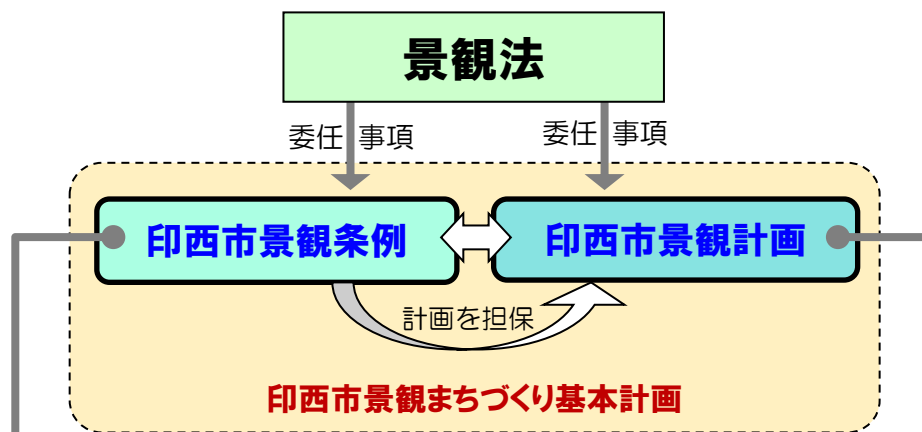 景観法
委任事項
委任事項
印西市景観条例
印西市景観計画
計画を担保
印西市景観まちづくり基本計画